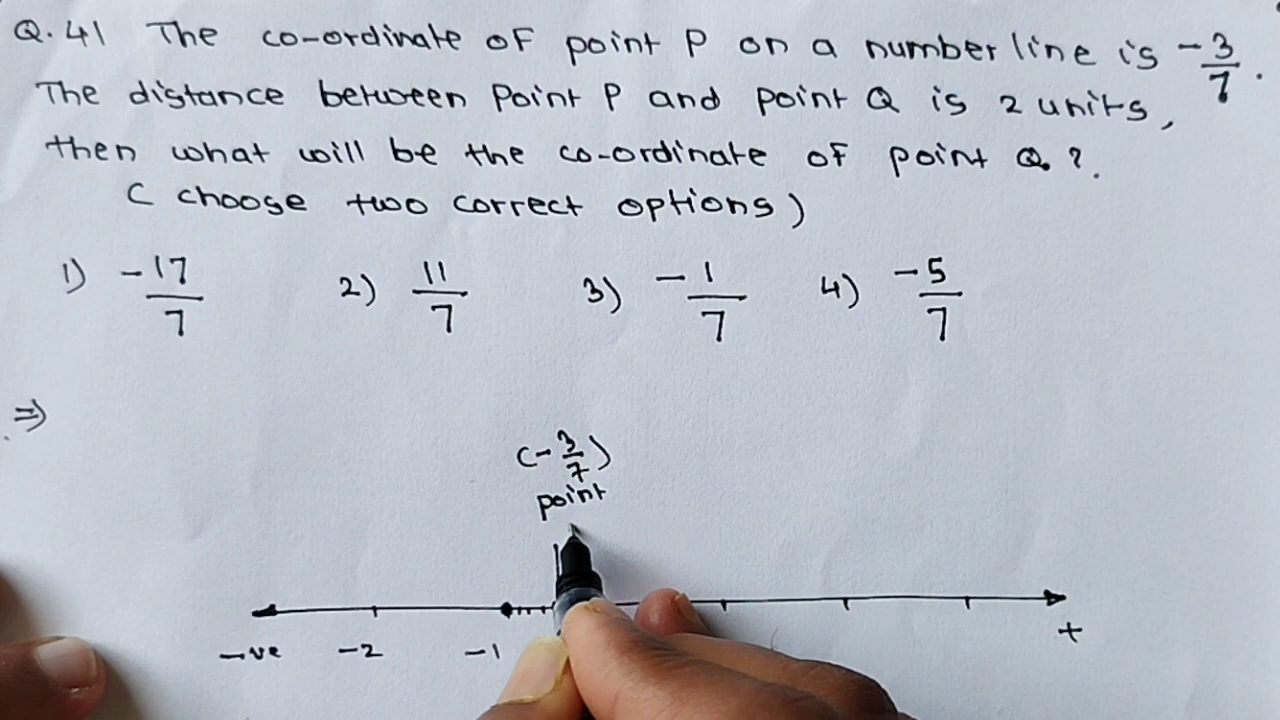 Q.41 The co-ordinate of point P on a number line is -3/7.
The distance between Point P and point Q is 2 units,
then what will be the co-ordinate of point Q?.
( choose two correct options)
1) -17/7 2) 11/7 3) -1/7 4) -5/7
⇒)
(-3/7)
point
-ve -2 -1 +